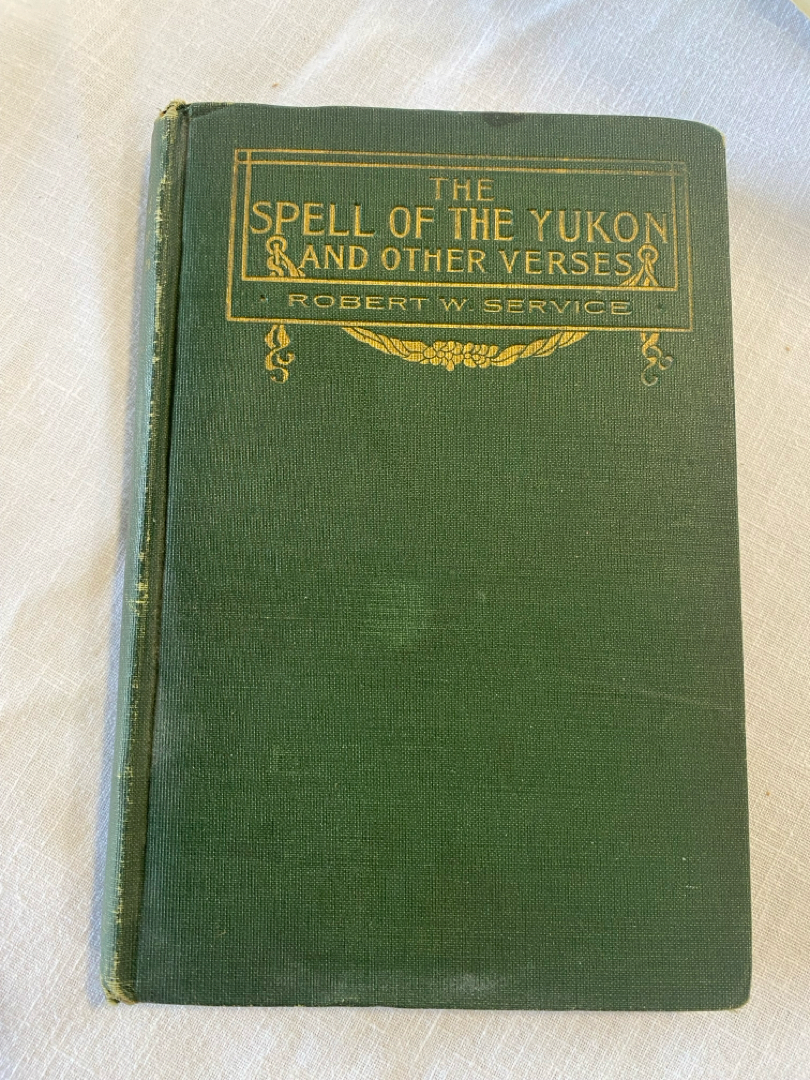 THE
SPELL OF THE YUKON
AND OTHER VERSES
ROBERT W. SERVICE